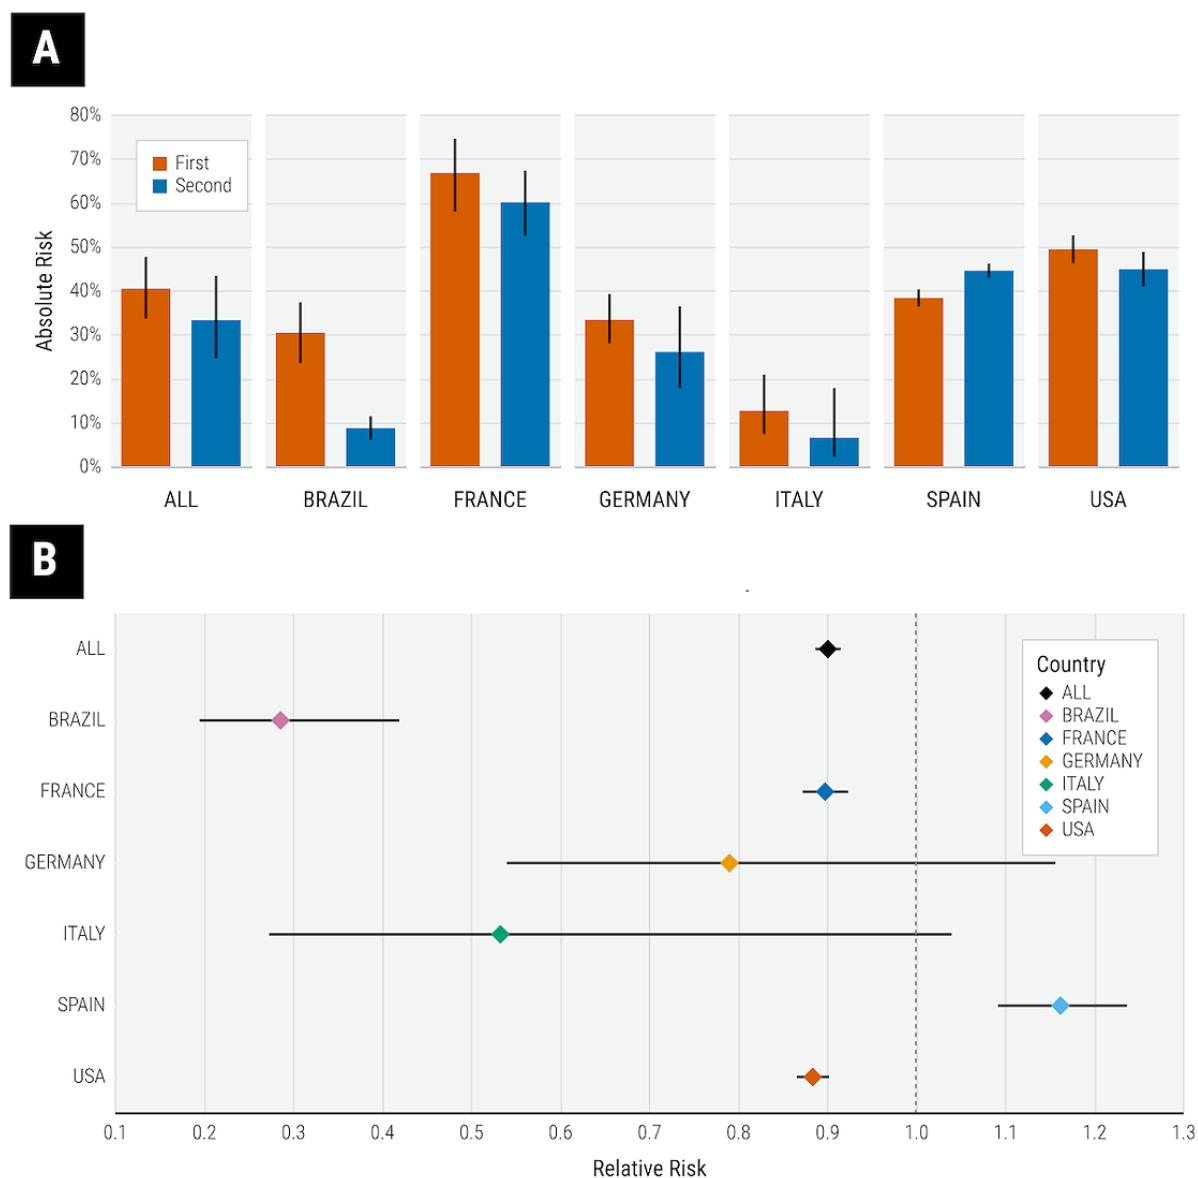 A
80%
70%
60%
50%
40%
30%
20%
10%
0%
Absolute Risk
First
Second
ALL BRAZIL FRANCE GERMANY ITALY SPAIN USA
B
ALL
BRAZIL
FRANCE
GERMANY
ITALY
SPAIN
USA
Country
ALL
BRAZIL
FRANCE
GERMANY
ITALY
SPAIN
USA
0.1 0.2 0.3 0.4 0.5 0.6 0.7 0.8 0.9 1.0 1.1 1.2 1.3
Relative Risk